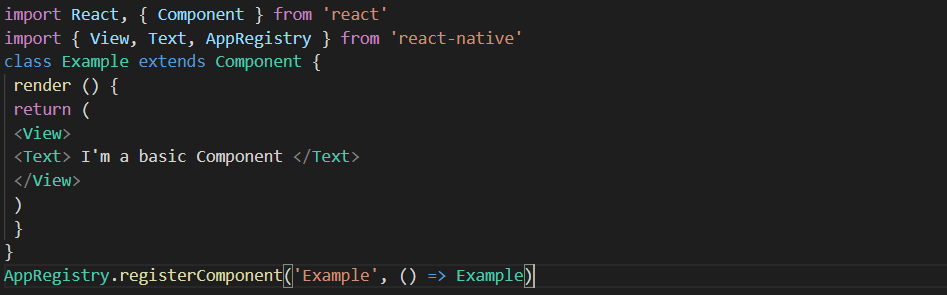 import React, { Component } from 'react'
import { View, Text, AppRegistry } from 'react-native'
class Example extends Component {
render () {
return (
<View>
<Text> I'm a basic Component </Text>
</View>
)
}
}
AppRegistry.registerComponent('Example', () => Example)